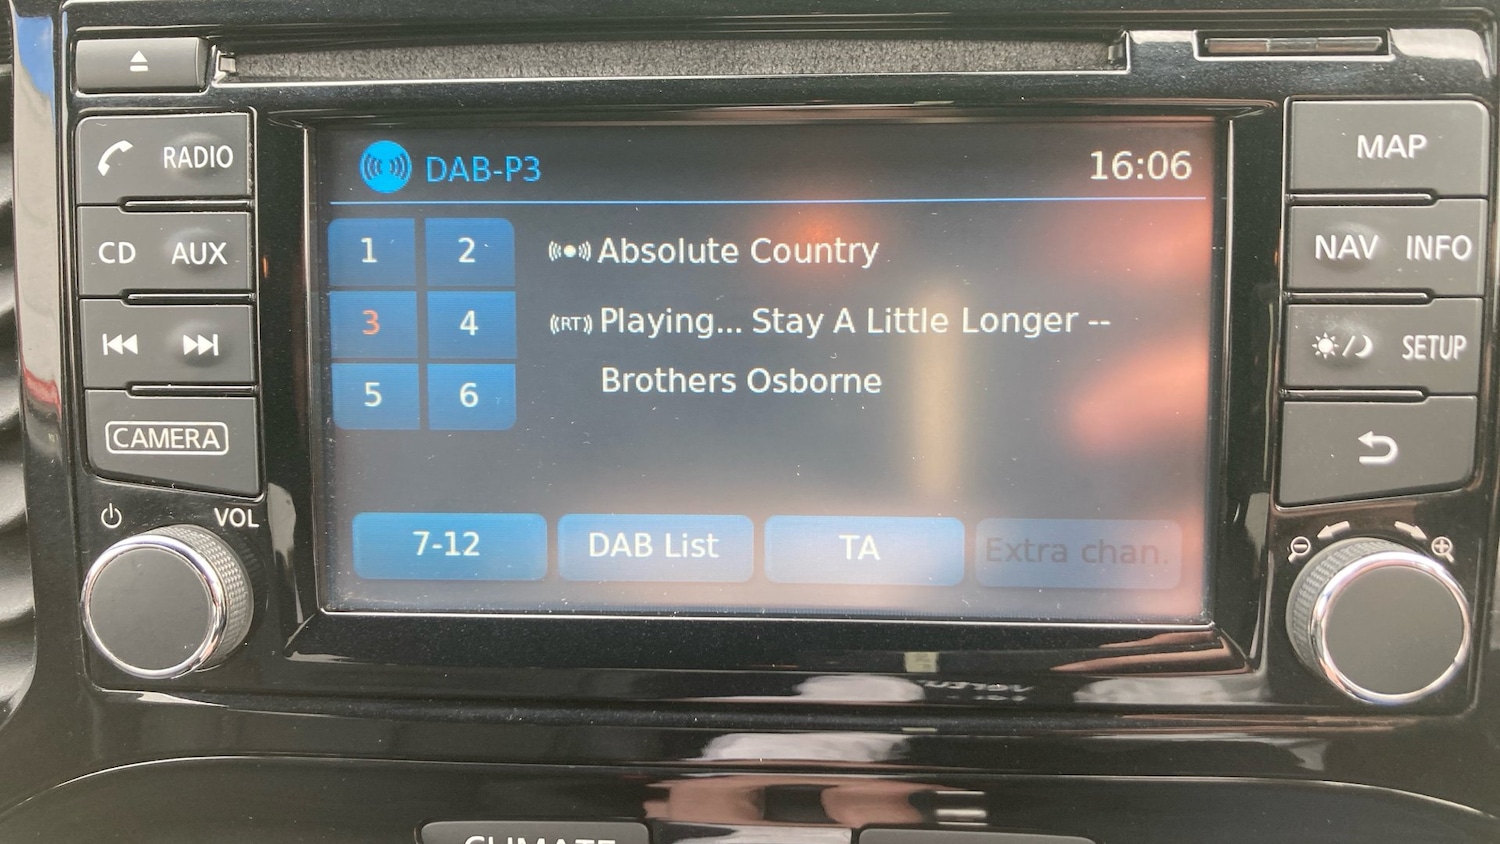 RADIO
CD AUX
CAMERA
VOL
DAB-P3 16:06
1 2
3 4
5 6
Absolute Country
RT Playing... Stay A Little Longer --
Brothers Osborne
7-12 DAB List TA Extra chan.
MAP
NAV INFO
SETUP
CLIMATE